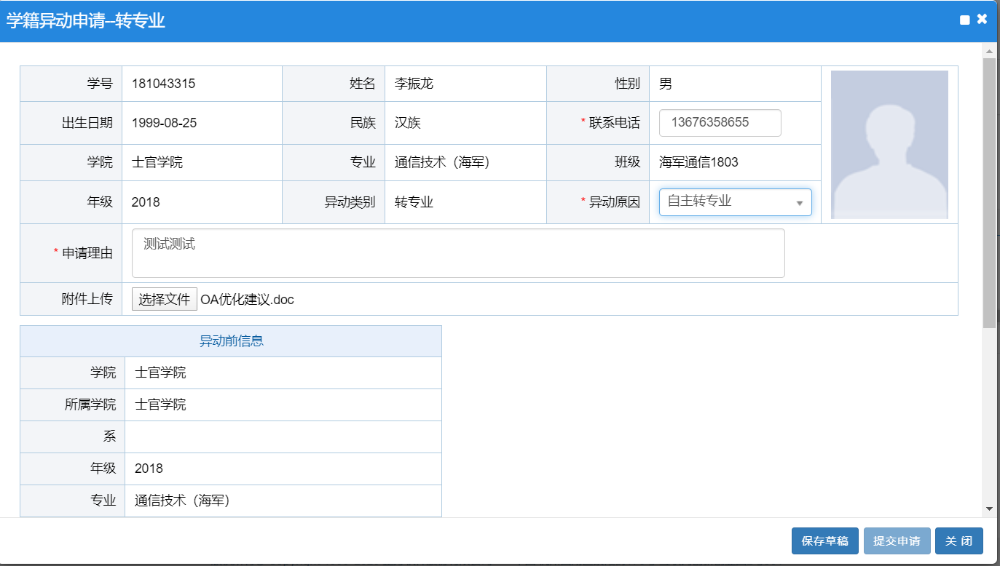 学籍异动申请--转专业
学号 181043315 姓名 李振龙 性别 男
出生日期 1999-08-25 民族 汉族 * 联系电话 13676358655
学院 士官学院 专业 通信技术（海军） 班级 海军通信1803
年级 2018 异动类别 转专业 * 异动原因 自主转专业
* 申请理由 测试测试
附件上传 选择文件 OA优化建议.doc
异动前信息
学院 士官学院
所属学院 士官学院
系
年级 2018
专业 通信技术（海军）
保存草稿 提交申请 关 闭